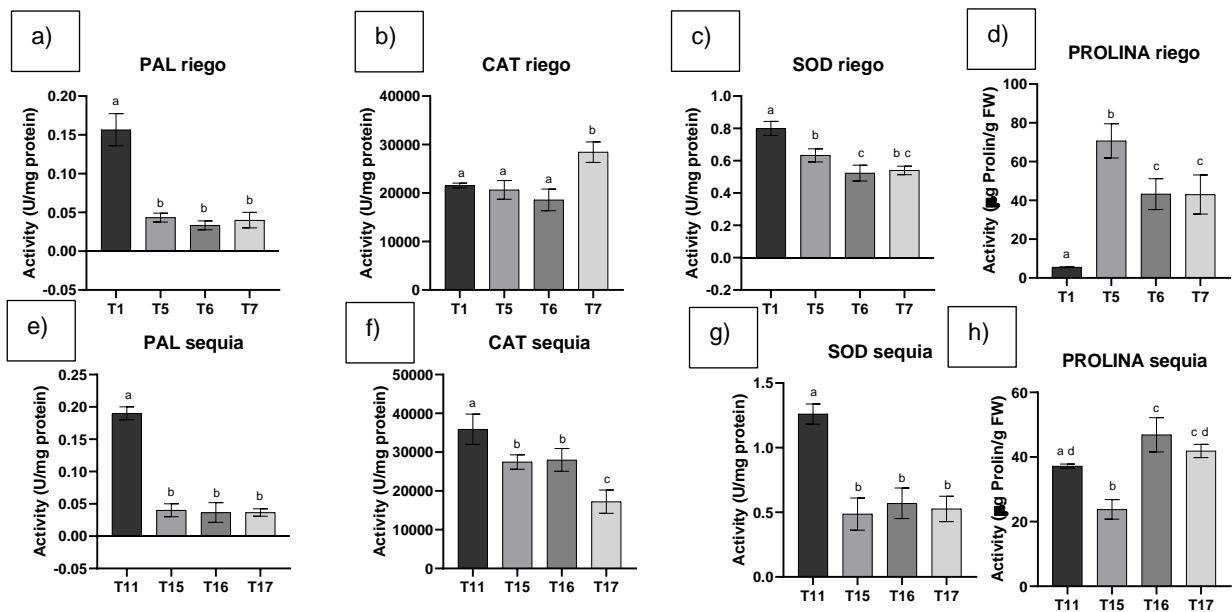 a)
PAL riego
Activity (U/mg protein)
0.20
0.15
0.10
0.05
0.00
-0.05
a
b
b
b
T1 T5 T6 T7
b)
CAT riego
Activity (U/mg protein)
40000
30000
20000
10000
0
a
a
a
b
T1 T5 T6 T7
c)
SOD riego
Activity (U/mg protein)
1.0
0.8
0.6
0.4
0.2
0.0
-0.2
a
b
c
b c
T1 T5 T6 T7
d)
PROLINA riego
Activity (µg Prolin/g FW)
100
80
60
40
20
0
a
b
c
c
T1 T5 T6 T7
e)
PAL sequia
Activity (U/mg protein)
0.25
0.20
0.15
0.10
0.05
0.00
-0.05
a
b
b
b
T11 T15 T16 T17
f)
CAT sequia
Activity (U/mg protein)
50000
40000
30000
20000
10000
0
a
b
b
c
T11 T15 T16 T17
g)
SOD sequia
Activity (U/mg protein)
1.5
1.0
0.5
0.0
a
b
b
b
T11 T15 T16 T17
h)
PROLINA sequia
Activity (µg Prolin/g FW)
60
40
20
0
a d
b
c
c d
T11 T15 T16 T17